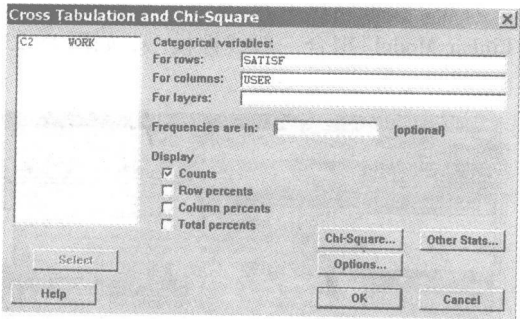 Cross Tabulation and Chi-Square
C2 WORK
Categorical variables:
For rows: SATISF
For columns: USER
For layers:
Frequencies are in: [optional]
Display
Counts
Row percents
Column percents
Total percents
Chi-Square... Other Stats...
Select
Options...
Help
OK Cancel